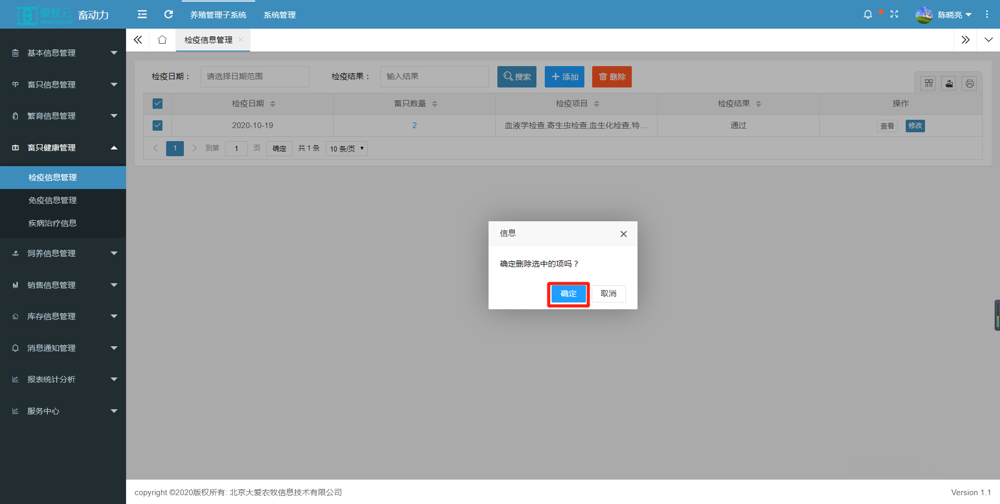 爱牧云
amorcloud
畜动力
养殖管理子系统
系统管理
陈晓亮
基本信息管理
畜只信息管理
繁育信息管理
畜只健康管理
检疫信息管理
免疫信息管理
疾病治疗信息
饲养信息管理
销售信息管理
库存信息管理
消息通知管理
报表统计分析
服务中心
检疫信息管理
检疫日期：
请选择日期范围
检疫结果：
输入结果
搜索
添加
删除
检疫日期 畜只数量 检疫项目 检疫结果 操作
2020-10-19 2 血液学检查,寄生虫检查,血生化检查,特... 通过 查看 修改
1 到第 1 页 确定 共 1 条 10 条/页
信息
确定删除选中的项吗？
确定 取消
copyright ©2020版权所有: 北京大爱农牧信息技术有限公司
Version 1.1